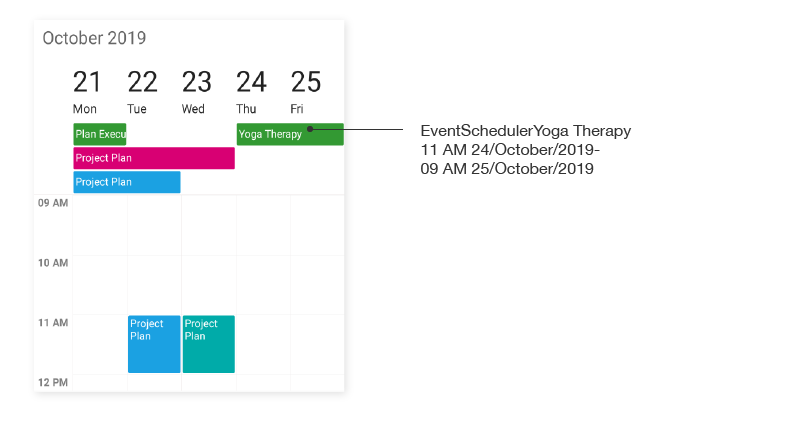 October 2019
21 22 23 24 25
Mon Tue Wed Thu Fri
Plan Execu Yoga Therapy
Project Plan
Project Plan
09 AM
10 AM
11 AM
Project Project
Plan Plan
12 PM
EventSchedulerYoga Therapy
11 AM 24/October/2019-
09 AM 25/October/2019